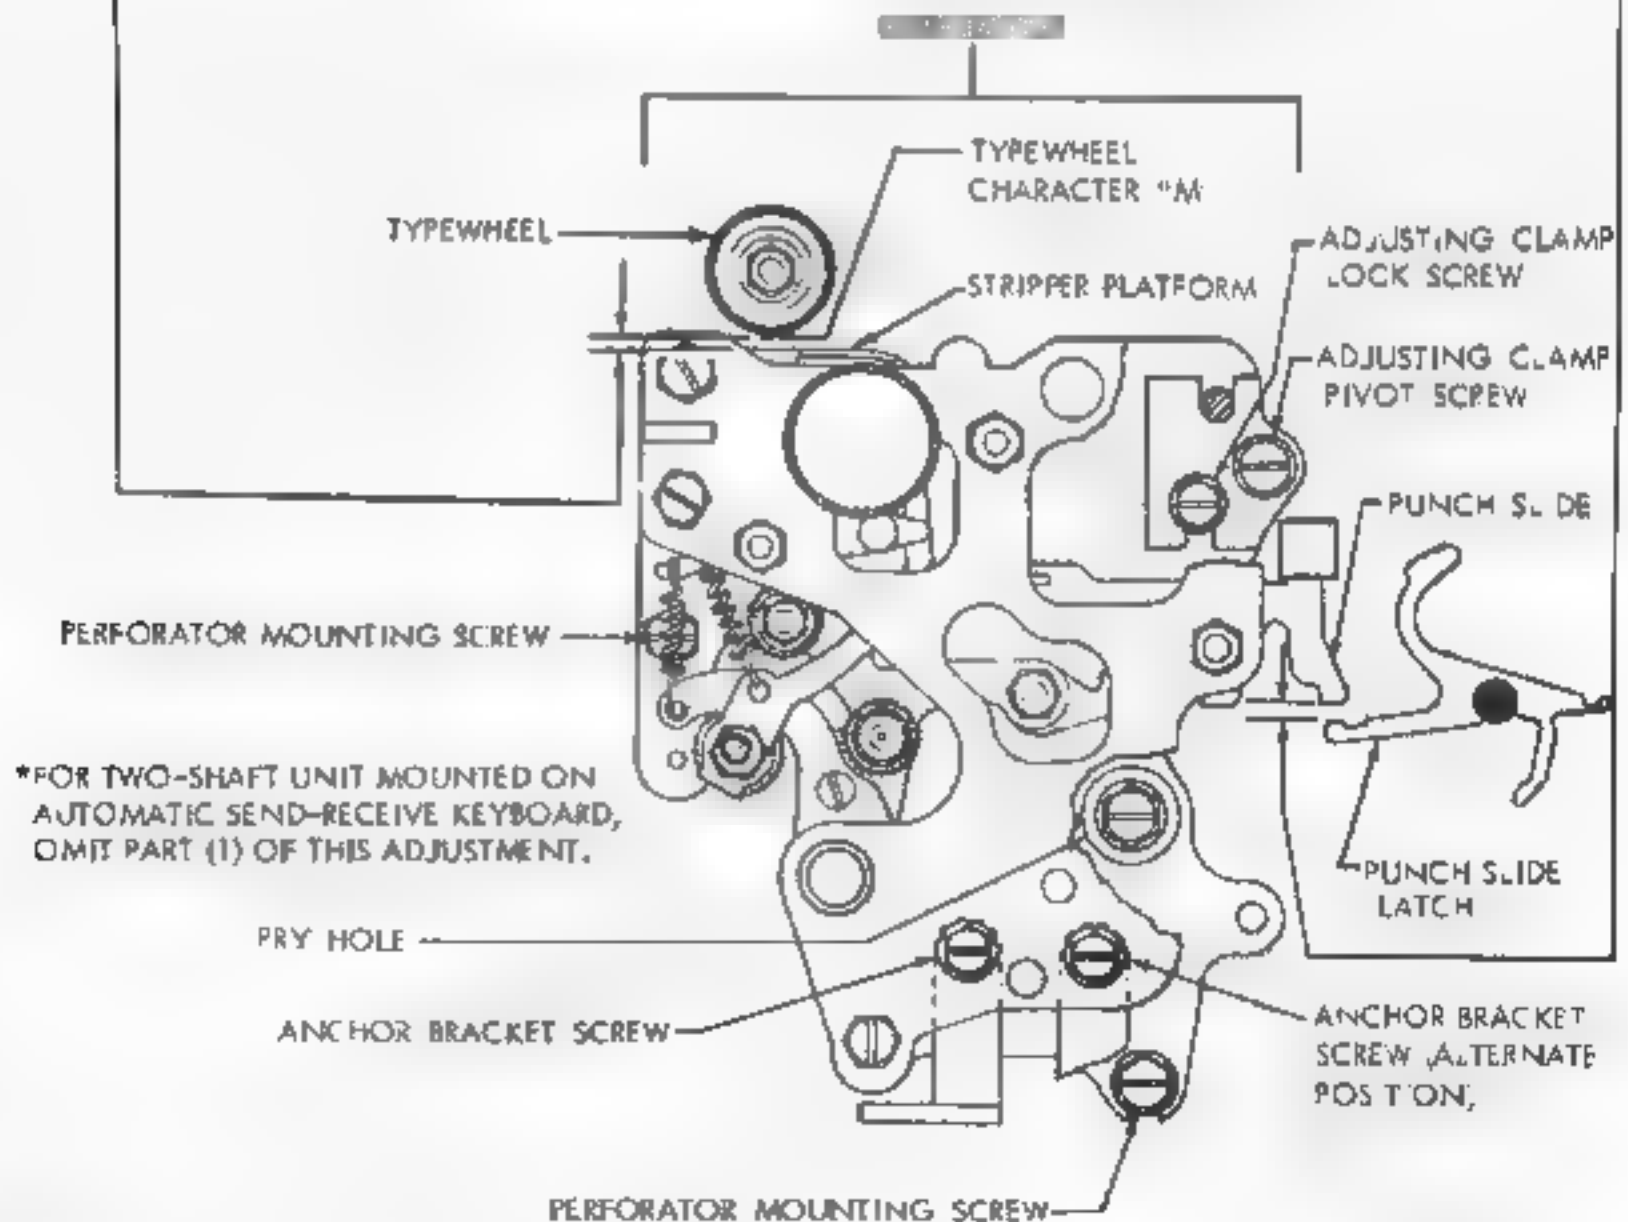 TYPEWHEEL
CHARACTER "M
TYPEWHEEL
ADJUSTING CLAMP
LOCK SCREW
STRIPPER PLATFORM
ADJUSTING CLAMP
PIVOT SCREW
PUNCH SLIDE
PERFORATOR MOUNTING SCREW
*FOR TWO-SHAFT UNIT MOUNTED ON
AUTOMATIC SEND-RECEIVE KEYBOARD,
OMIT PART (1) OF THIS ADJUSTMENT.
PUNCH SLIDE
LATCH
PRY HOLE
ANCHOR BRACKET SCREW
ANCHOR BRACKET
SCREW (ALTERNATE
POSITION)
PERFORATOR MOUNTING SCREW